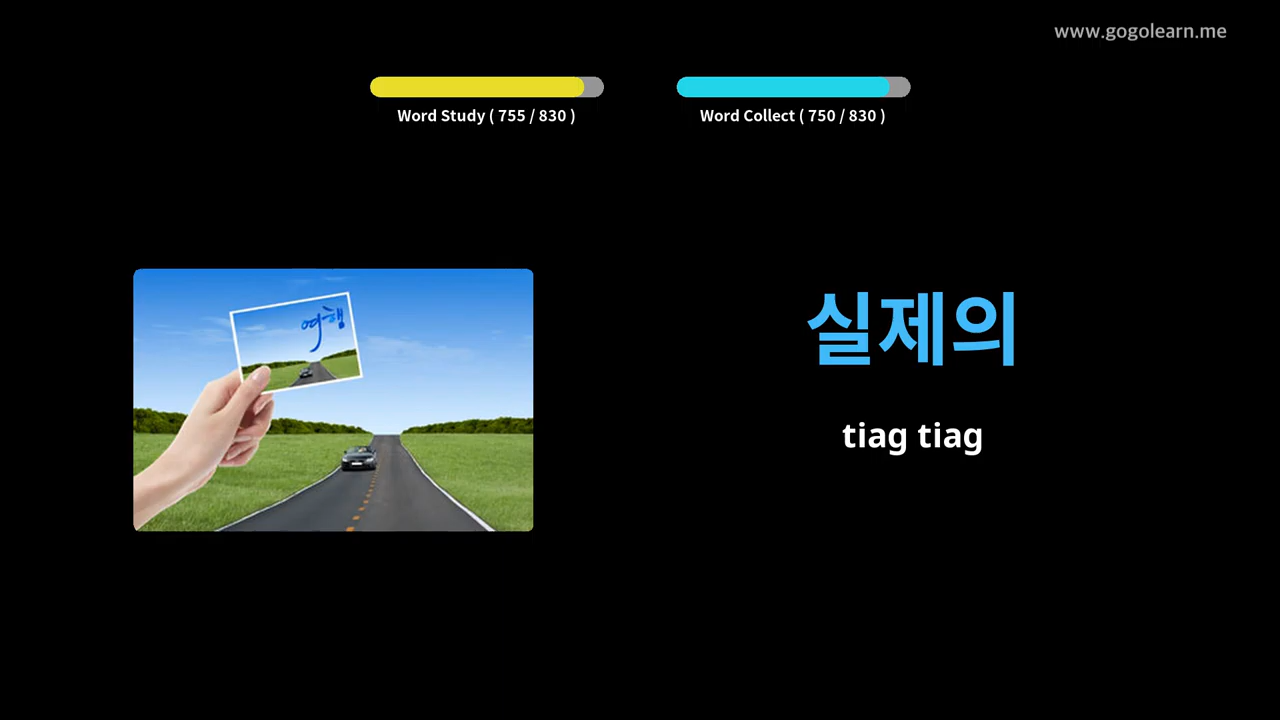 www.gogolearn.me
Word Study ( 755 / 830 )
Word Collect ( 750 / 830 )
여행
실제의
tiag tiag